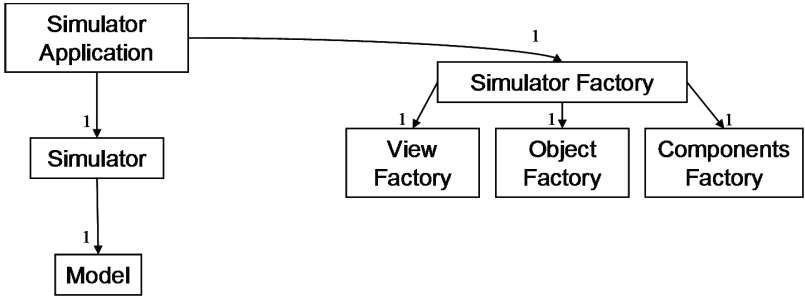 Simulator
Application
1
Simulator Factory
1
1
1
1
Simulator
View
Factory
Object
Factory
Components
Factory
1
Model